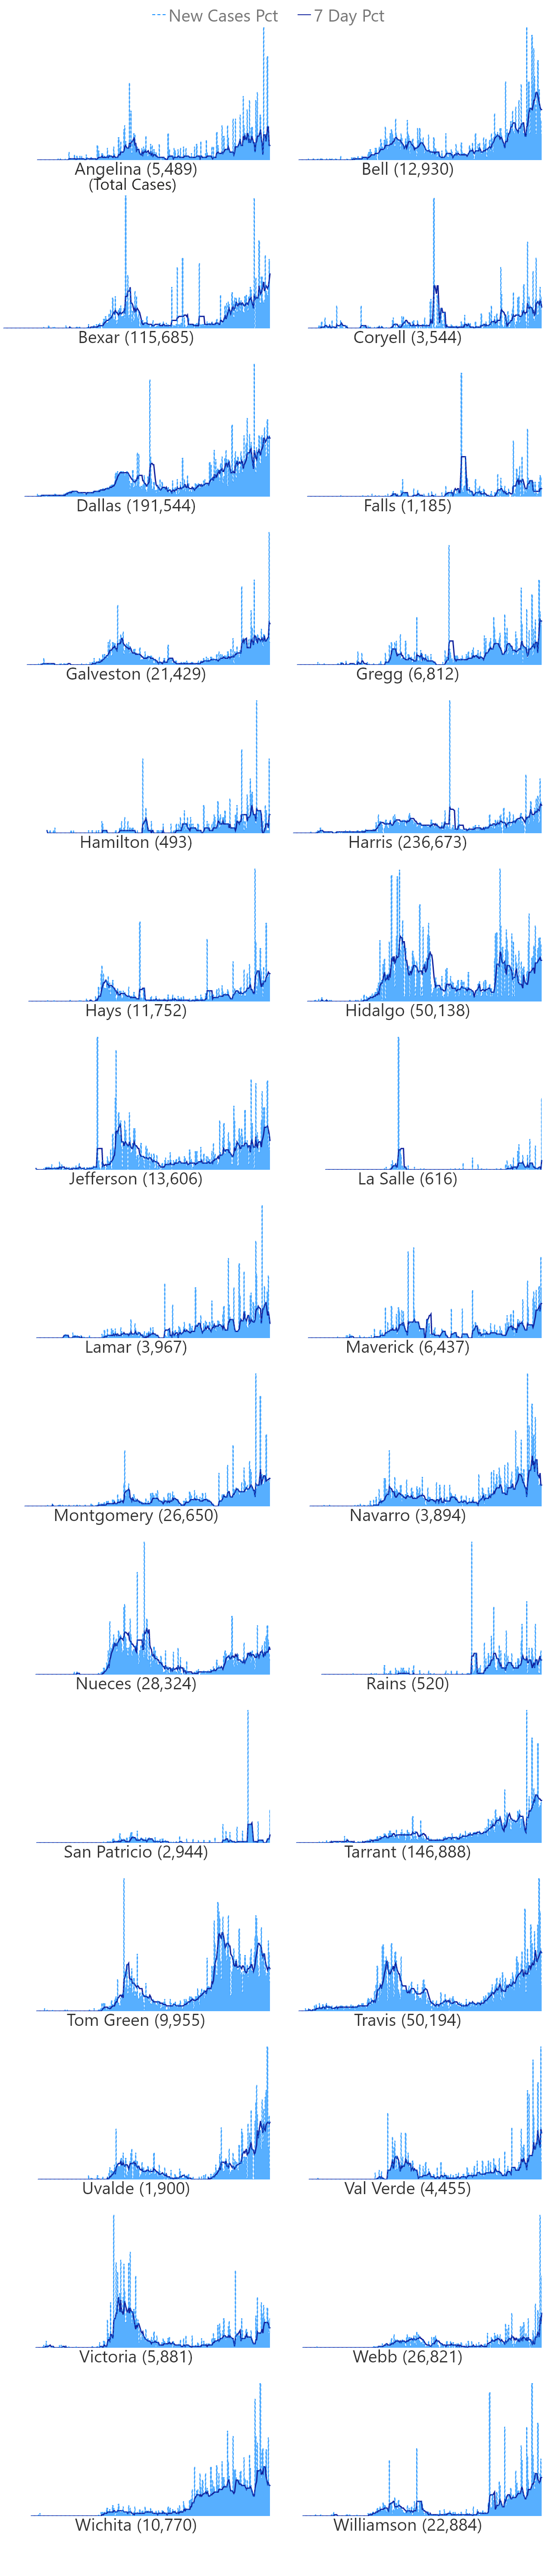 New Cases Pct 7 Day Pct
Angelina (5,489)
(Total Cases)
Bell (12,930)
Bexar (115,685)
Coryell (3,544)
Dallas (191,544)
Falls (1,185)
Galveston (21,429)
Gregg (6,812)
Hamilton (493)
Harris (236,673)
Hays (11,752)
Hidalgo (50,138)
Jefferson (13,606)
La Salle (616)
Lamar (3,967)
Maverick (6,437)
Montgomery (26,650)
Navarro (3,894)
Nueces (28,324)
Rains (520)
San Patricio (2,944)
Tarrant (146,888)
Tom Green (9,955)
Travis (50,194)
Uvalde (1,900)
Val Verde (4,455)
Victoria (5,881)
Webb (26,821)
Wichita (10,770)
Williamson (22,884)